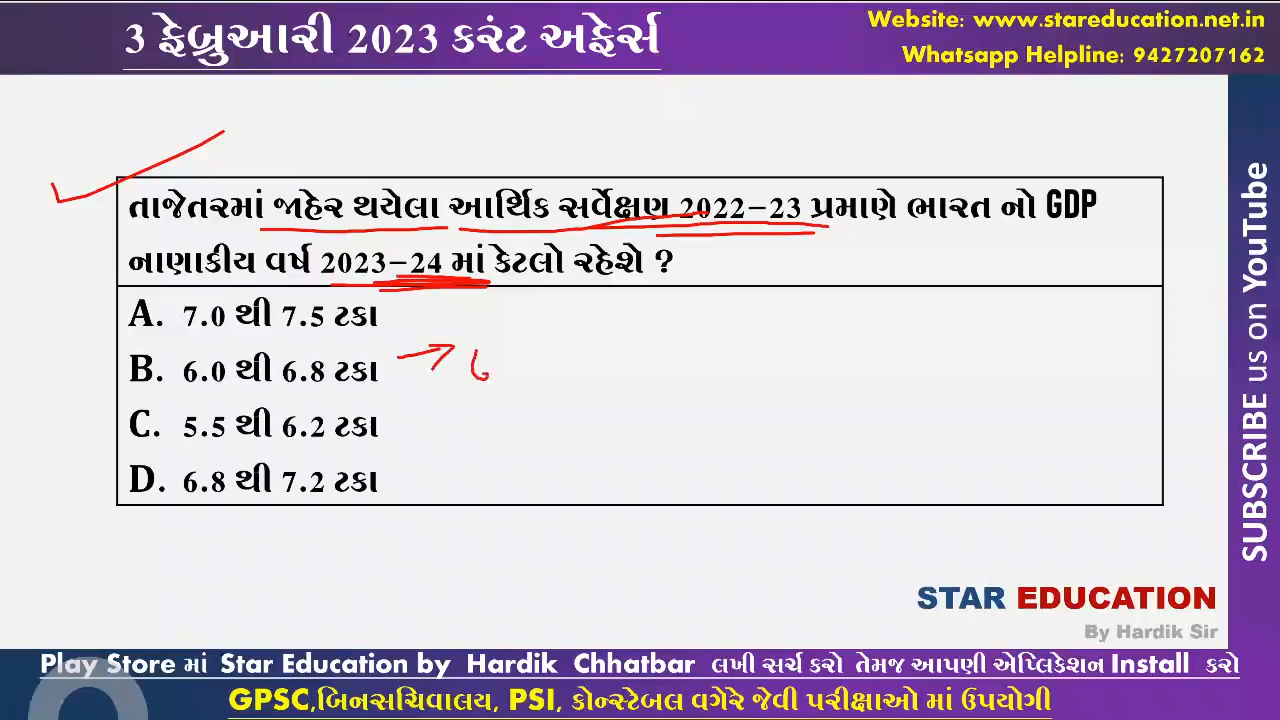 3 ફેબ્રુઆરી 2023 કરંટ અફેર્સ
Website: www.stareducation.net.in
Whatsapp Helpline: 9427207162
તાજેતરમાં જાહેર થયેલા આર્થિક સર્વેક્ષણ 2022-23 પ્રમાણે ભારત નો GDP
નાણાકીય વર્ષ 2023-24 માં કેટલો રહેશે ?
A. 7.0 થી 7.5 ટકા
B. 6.0 થી 6.8 ટકા
C. 5.5 થી 6.2 ટકા
D. 6.8 થી 7.2 ટકા
SUBSCRIBE us on YouTube
STAR EDUCATION
By Hardik Sir
Play Store માં Star Education by Hardik Chhatbar લખી સર્ચ કરો તેમજ આપણી એપ્લિકેશન Install કરો
GPSC,બિનસચિવાલય, PSI, કોન્સ્ટેબલ વગેરે જેવી પરીક્ષાઓ માં ઉપયોગી